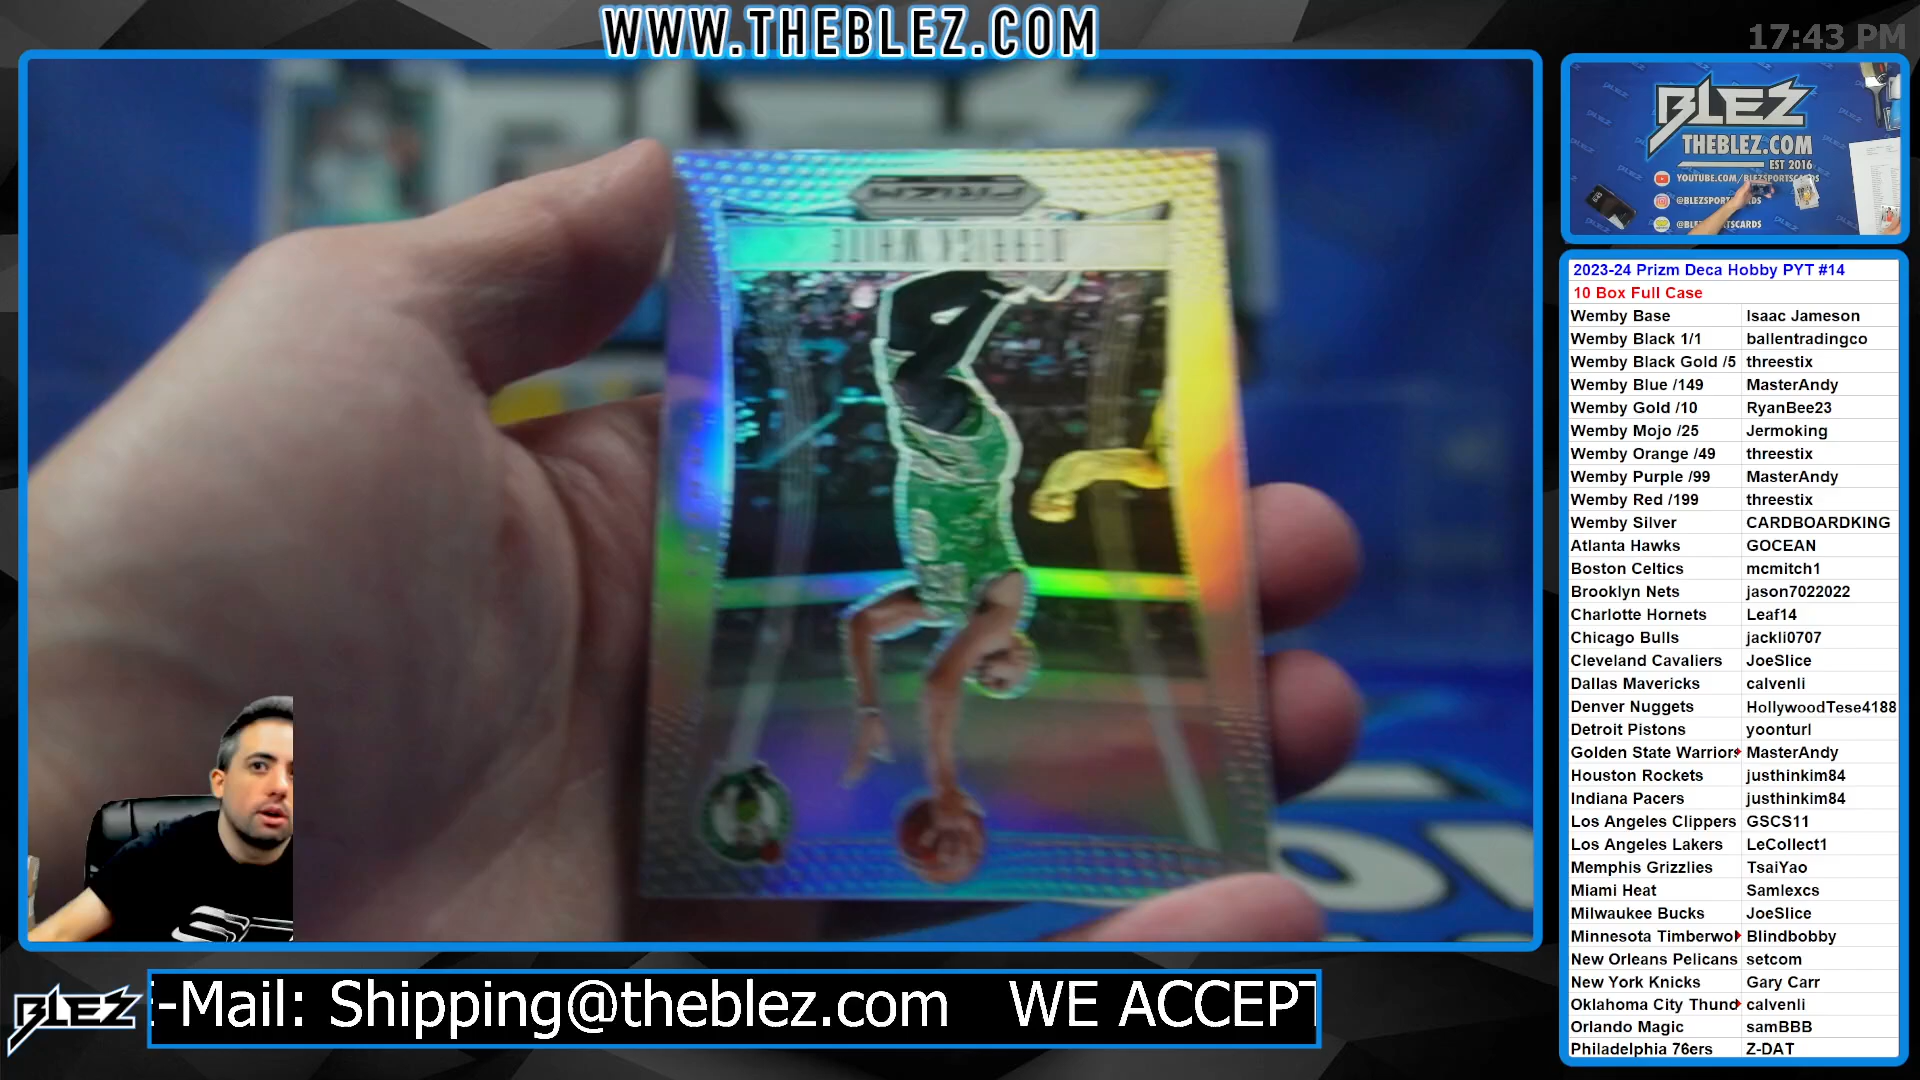 WWW.THEBLEZ.COM
17:43 PM
PRIZM
DERRICK WHITE
BLEZ
THEBLEZ.COM
EST 2016
YOUTUBE.COM/BLEZSPORTSCARDS
2023-24 Prizm Deca Hobby PYT #14
10 Box Full Case
Wemby Base Isaac Jameson
Wemby Black 1/1 ballentradingco
Wemby Black Gold /5 threestix
Wemby Blue /149 MasterAndy
Wemby Gold /10 RyanBee23
Wemby Mojo /25 Jermoking
Wemby Orange /49 threestix
Wemby Purple /99 MasterAndy
Wemby Red /199 threestix
Wemby Silver CARDBOARDKING
Atlanta Hawks GOCEAN
Boston Celtics mcmitch1
Brooklyn Nets jason7022022
Charlotte Hornets Leaf14
Chicago Bulls jackli0707
Cleveland Cavaliers JoeSlice
Dallas Mavericks calvenli
Denver Nuggets HollywoodTese4188
Detroit Pistons yoonturl
Golden State Warriors MasterAndy
Houston Rockets justhinkim84
Indiana Pacers justhinkim84
Los Angeles Clippers GSCS11
Los Angeles Lakers LeCollect1
Memphis Grizzlies TsaiYao
Miami Heat Samlexcs
Milwaukee Bucks JoeSlice
Minnesota Timberwol Blindbobby
New Orleans Pelicans setcom
New York Knicks Gary Carr
Oklahoma City Thund calvenli
Orlando Magic samBBB
Philadelphia 76ers Z-DAT
BLEZ
-Mail: Shipping@theblez.com WE ACCEPT